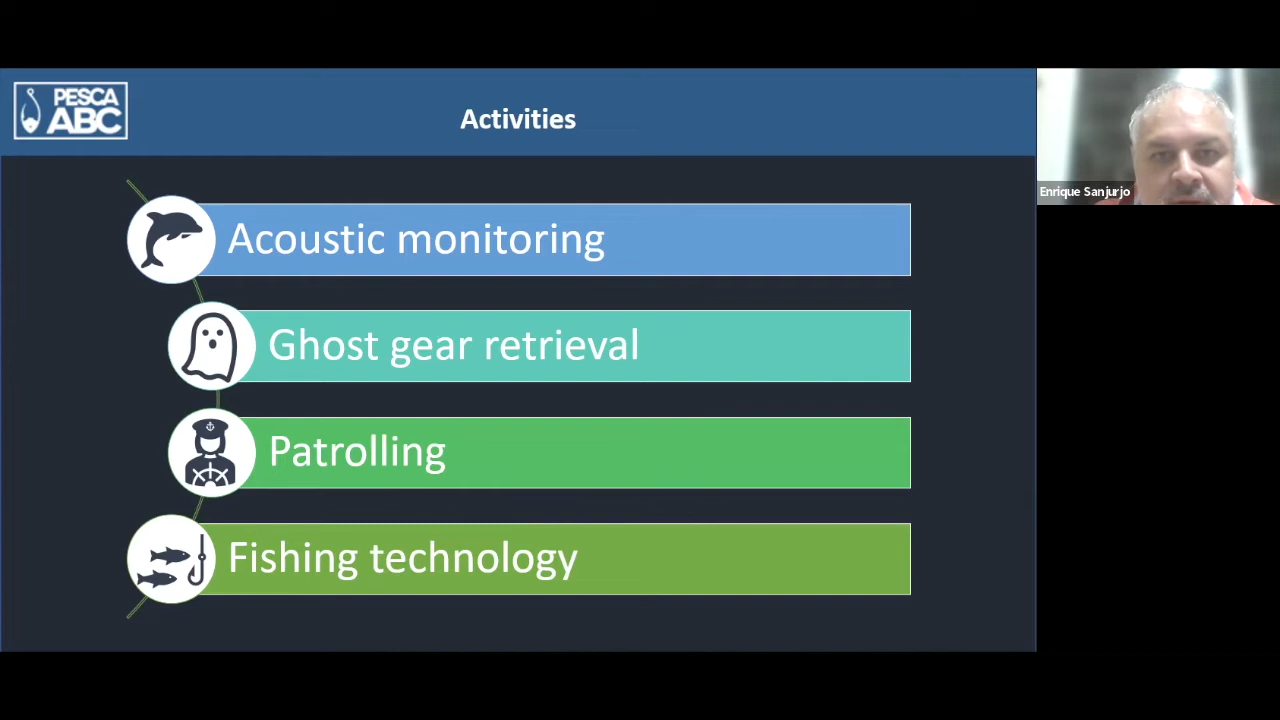 PESCA
ABC
Activities
Enrique Sanjurjo
Acoustic monitoring
Ghost gear retrieval
Patrolling
Fishing technology